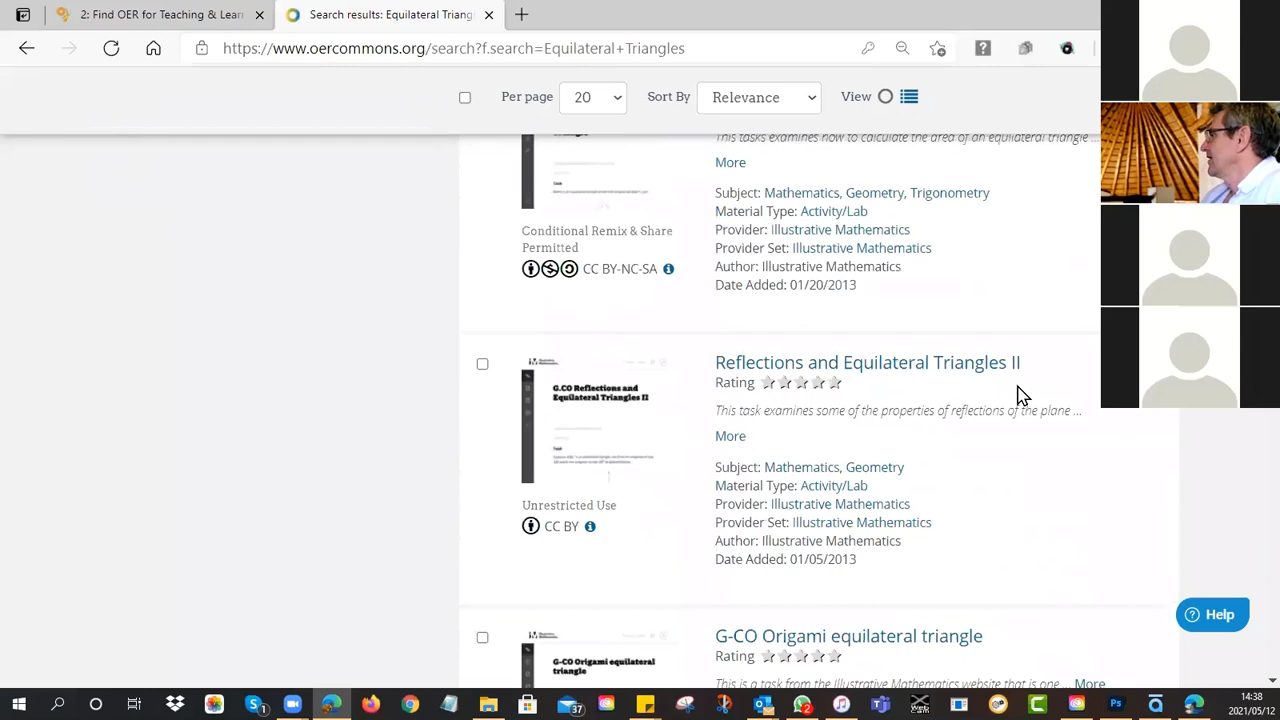 2: Find OER for Teaching & Lear
Search results: Equilateral Triang
https://www.oercommons.org/search?f.search=Equilateral+Triangles
Per page 20 Sort By Relevance View
This tasks examines how to calculate the area of an equilateral triangle ...
More
Subject: Mathematics, Geometry, Trigonometry
Material Type: Activity/Lab
Provider: Illustrative Mathematics
Provider Set: Illustrative Mathematics
Author: Illustrative Mathematics
Date Added: 01/20/2013
Conditional Remix & Share
Permitted
CC BY-NC-SA
Reflections and Equilateral Triangles II
Rating
This task examines some of the properties of reflections of the plane ...
More
Subject: Mathematics, Geometry
Material Type: Activity/Lab
Provider: Illustrative Mathematics
Provider Set: Illustrative Mathematics
Author: Illustrative Mathematics
Date Added: 01/05/2013
G.CO Reflections and
Equilateral Triangles II
Task
Unrestricted Use
CC BY
G-CO Origami equilateral triangle
Rating
This is a task from the Illustrative Mathematics website that is one ... More
G-CO Origami equilateral
triangle
Help
37
2
14:38
2021/05/12